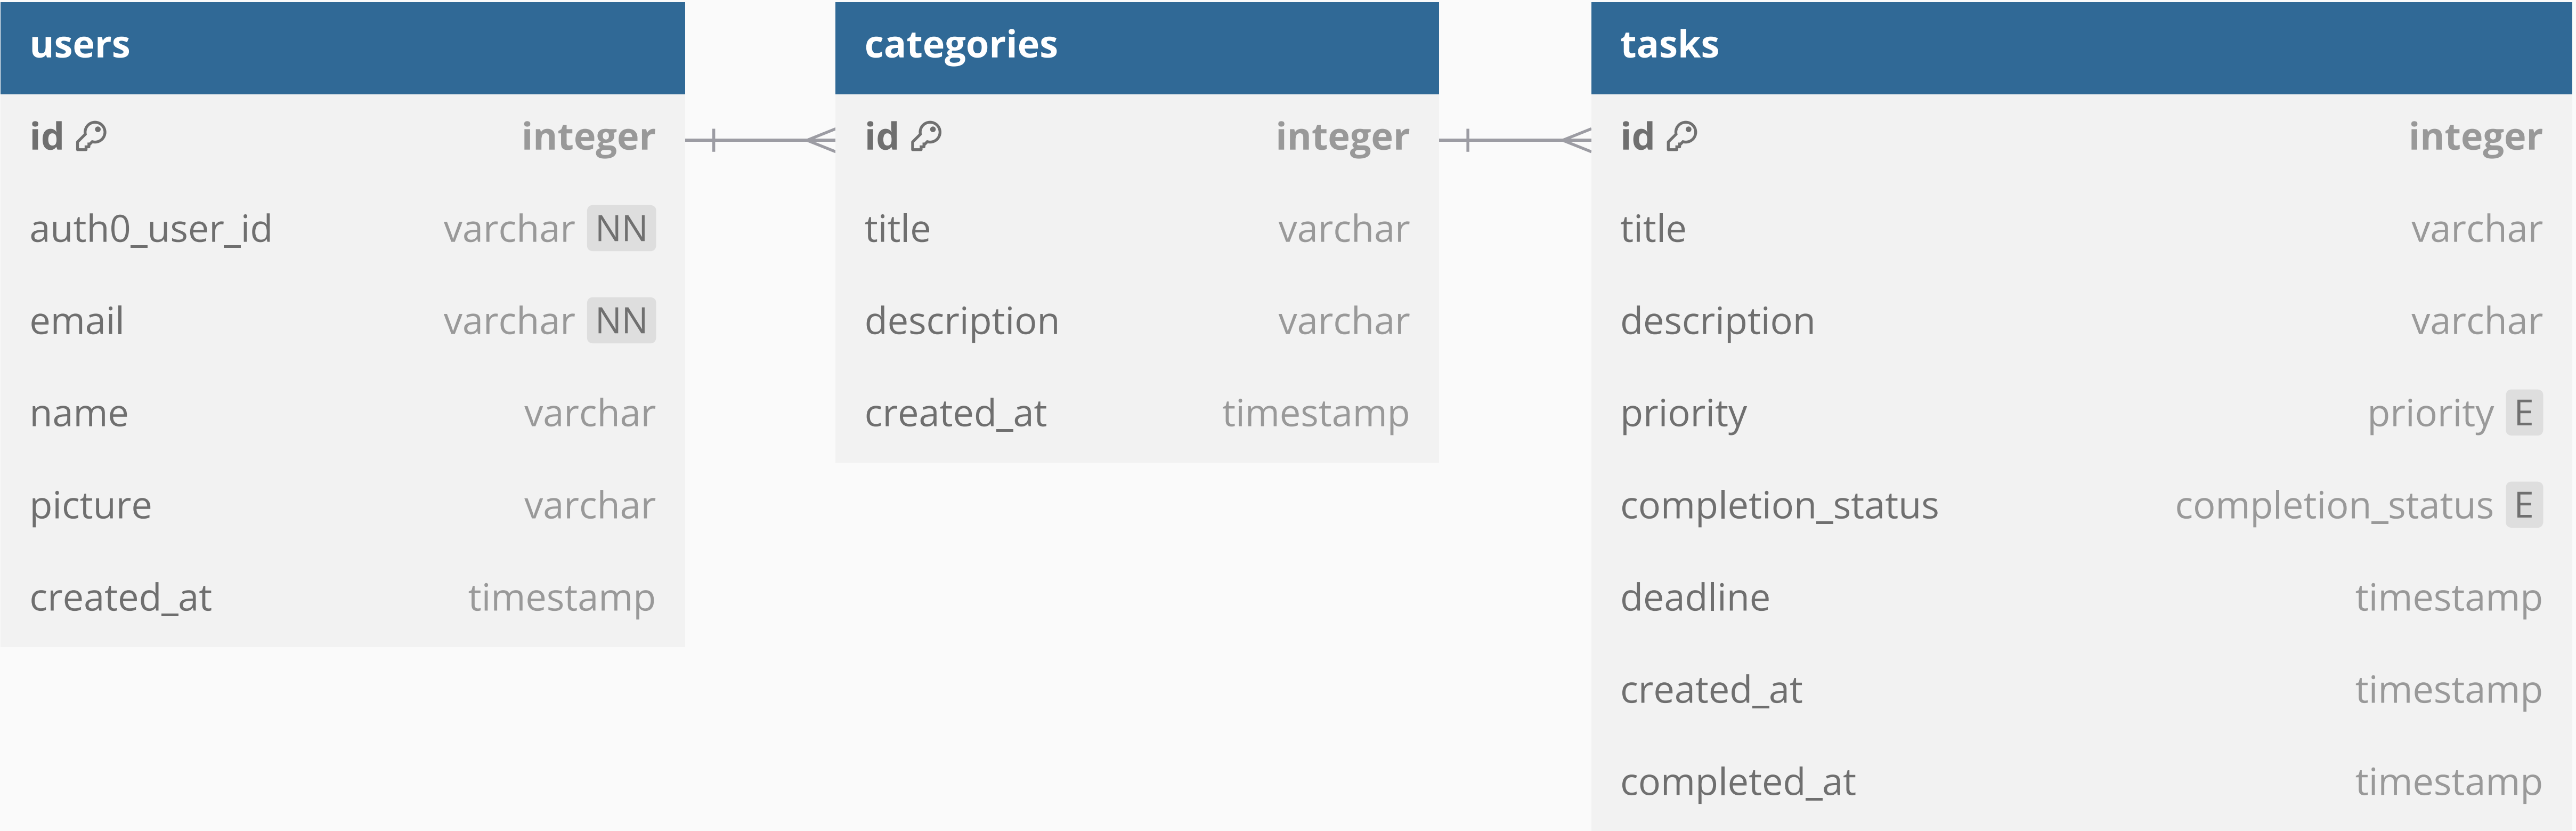 users
id integer
auth0_user_id varchar NN
email varchar NN
name varchar
picture varchar
created_at timestamp
categories
id integer
title varchar
description varchar
created_at timestamp
tasks
id integer
title varchar
description varchar
priority priority E
completion_status completion_status E
deadline timestamp
created_at timestamp
completed_at timestamp